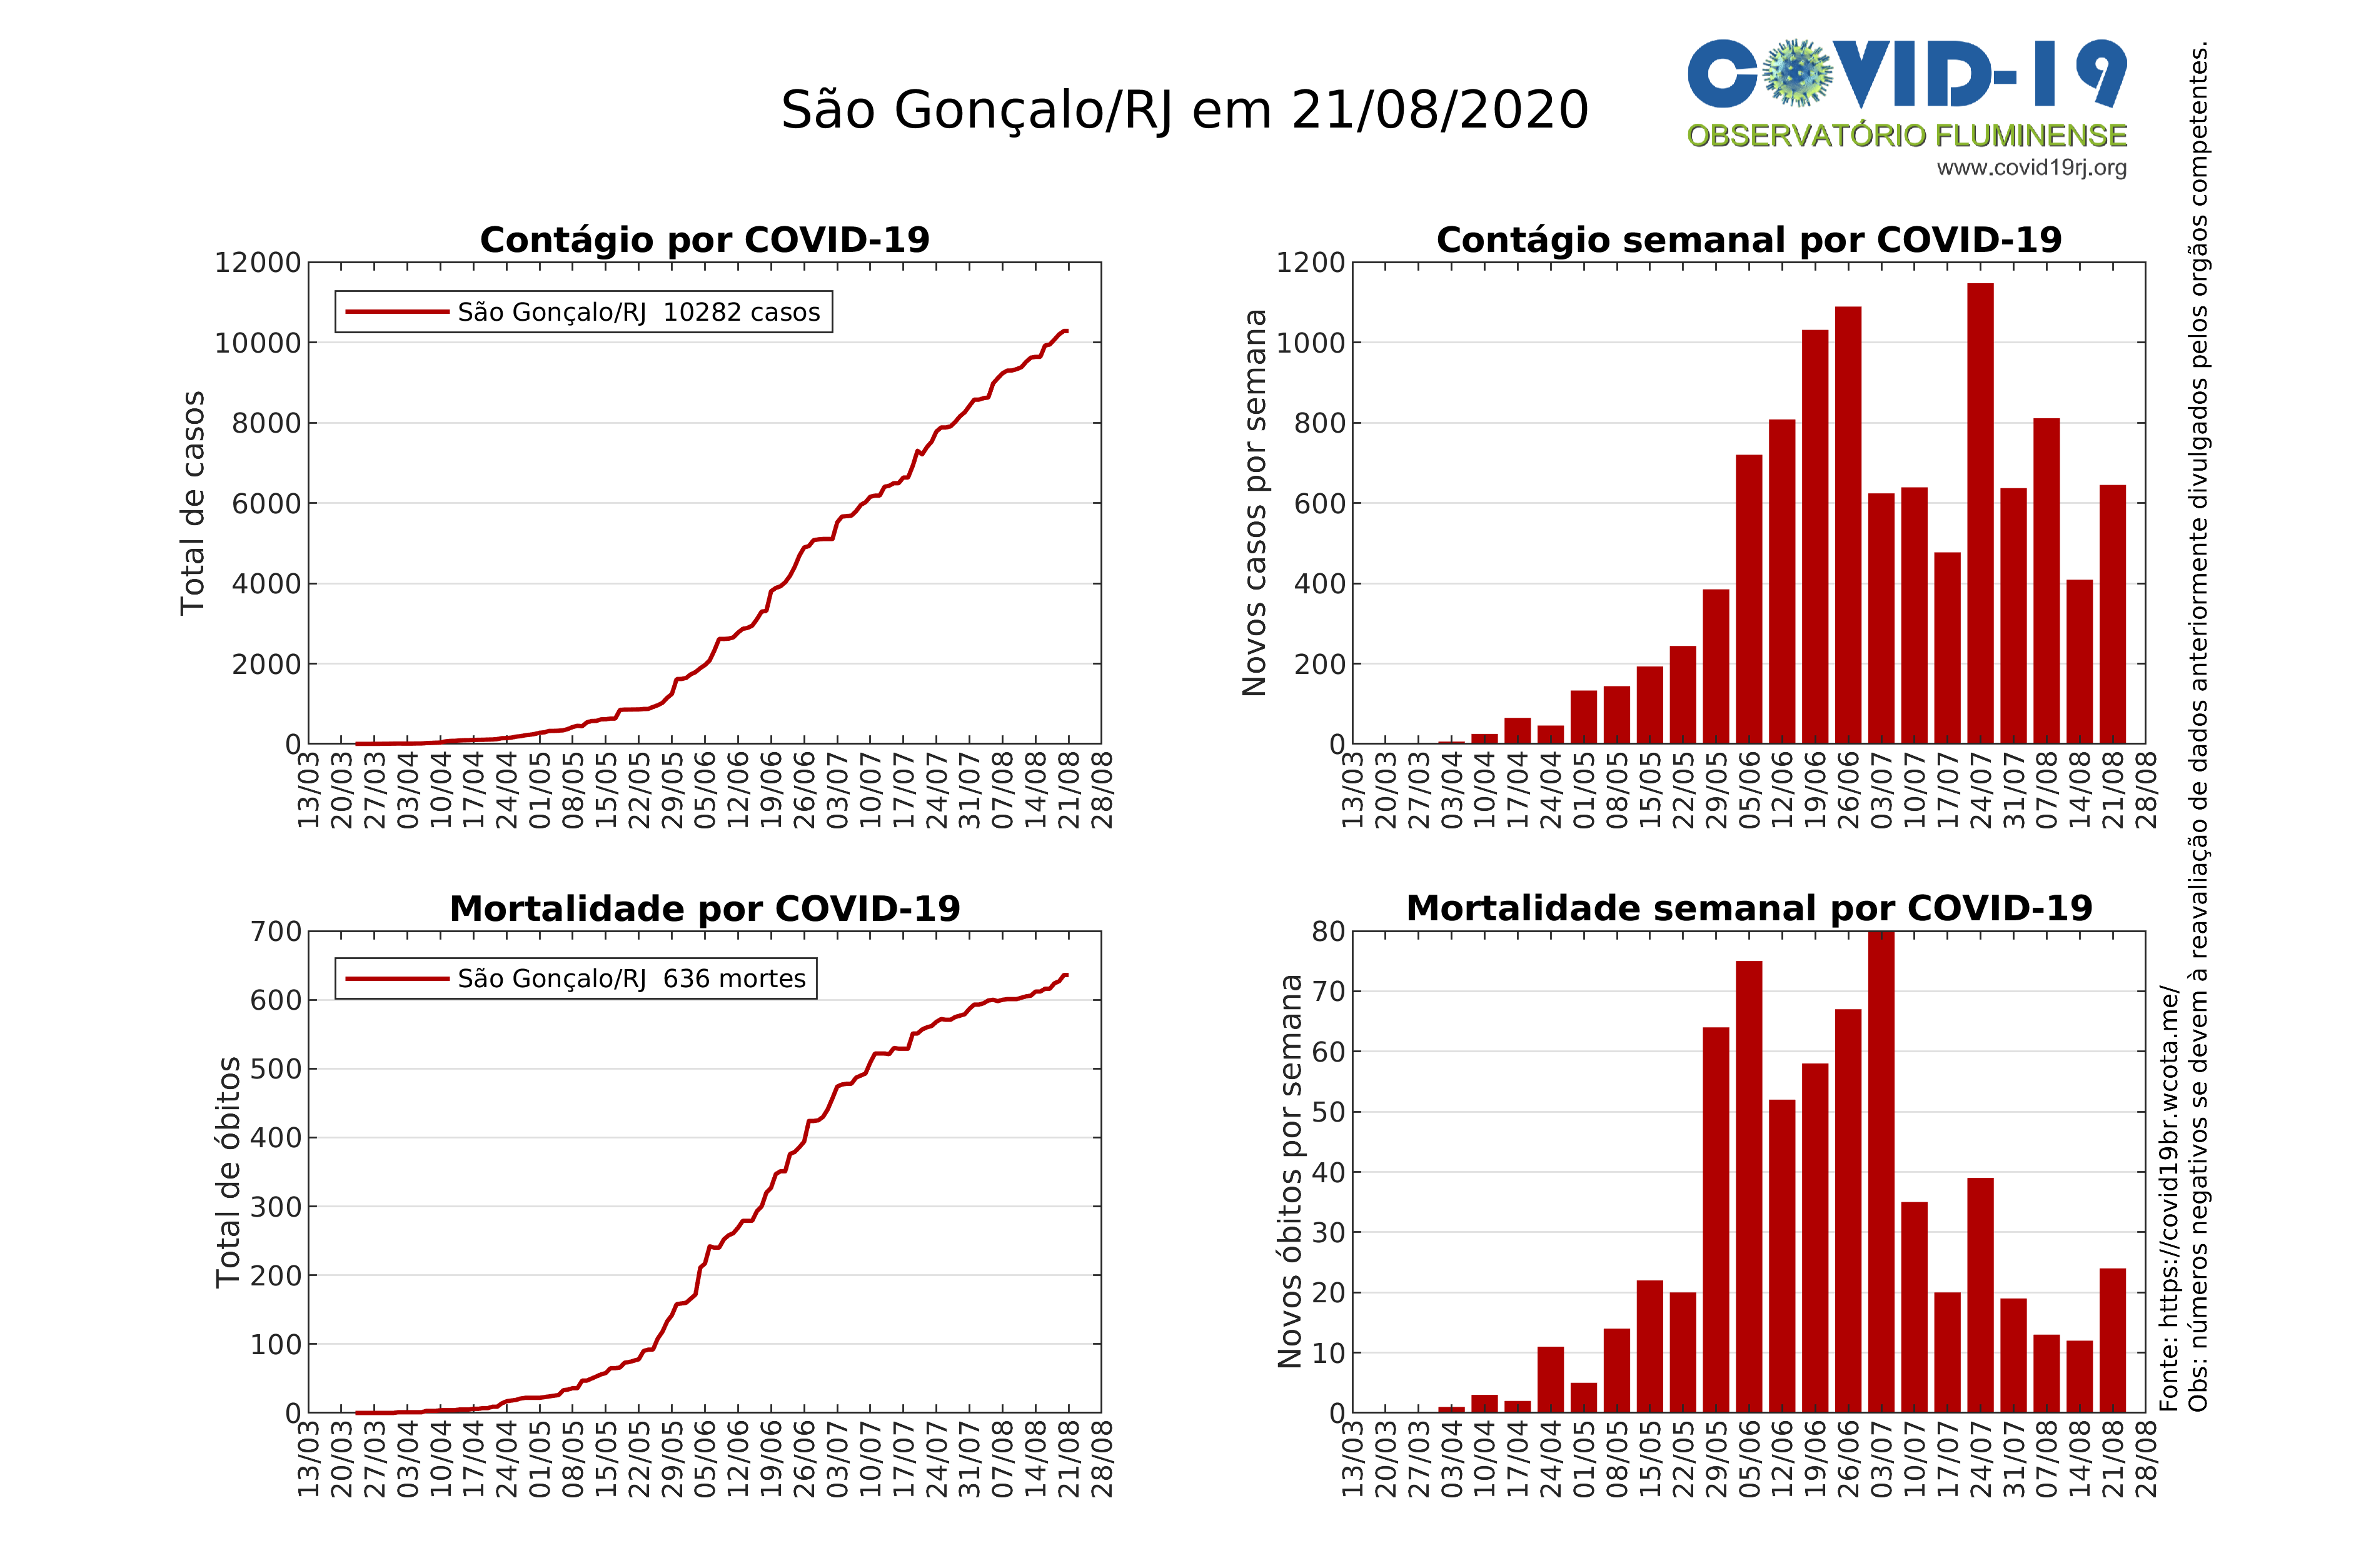 São Gonçalo/RJ em 21/08/2020
COVID-19
OBSERVATÓRIO FLUMINENSE
www.covid19rj.org
Contágio por COVID-19
Total de casos
12000
10000
8000
6000
4000
2000
0
São Gonçalo/RJ 10282 casos
13/03 20/03 27/03 03/04 10/04 17/04 24/04 01/05 08/05 15/05 22/05 29/05 05/06 12/06 19/06 26/06 03/07 10/07 17/07 24/07 31/07 07/08 14/08 21/08 28/08
Contágio semanal por COVID-19
Novos casos por semana
1200
1000
800
600
400
200
0
13/03 20/03 27/03 03/04 10/04 17/04 24/04 01/05 08/05 15/05 22/05 29/05 05/06 12/06 19/06 26/06 03/07 10/07 17/07 24/07 31/07 07/08 14/08 21/08 28/08
Mortalidade por COVID-19
Total de óbitos
700
600
500
400
300
200
100
0
São Gonçalo/RJ 636 mortes
13/03 20/03 27/03 03/04 10/04 17/04 24/04 01/05 08/05 15/05 22/05 29/05 05/06 12/06 19/06 26/06 03/07 10/07 17/07 24/07 31/07 07/08 14/08 21/08 28/08
Mortalidade semanal por COVID-19
Novos óbitos por semana
80
70
60
50
40
30
20
10
0
13/03 20/03 27/03 03/04 10/04 17/04 24/04 01/05 08/05 15/05 22/05 29/05 05/06 12/06 19/06 26/06 03/07 10/07 17/07 24/07 31/07 07/08 14/08 21/08 28/08
Fonte: https://covid19br.wcota.me/
Obs: números negativos se devem à reavaliação de dados anteriormente divulgados pelos orgãos competentes.